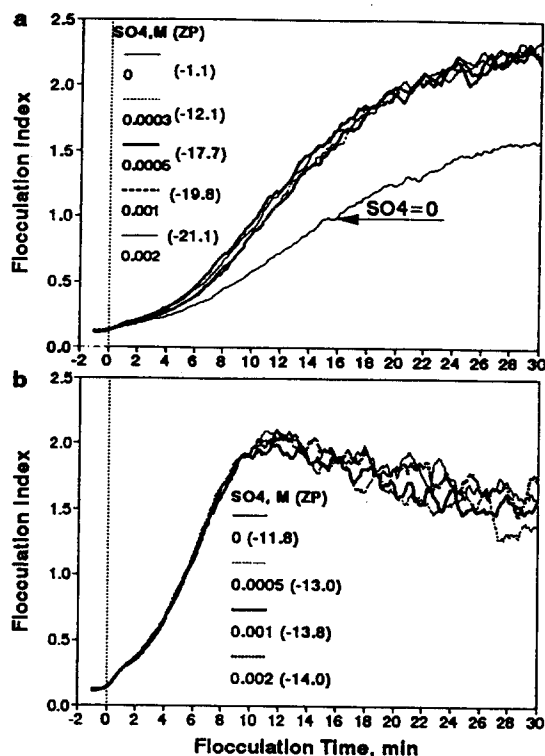 a
2.5
2.0
1.5
1.0
0.5
0.0
Flocculation Index
SO4,M (ZP)
0 (-1.1)
0.0003 (-12.1)
0.0005 (-17.7)
0.001 (-19.8)
0.002 (-21.1)
SO4=0
-2 0 2 4 6 8 10 12 14 16 18 20 22 24 26 28 30
b
2.5
2.0
1.5
1.0
0.5
0.0
Flocculation Index
SO4, M (ZP)
0 (-11.8)
0.0005 (-13.0)
0.001 (-13.8)
0.002 (-14.0)
-2 0 2 4 6 8 10 12 14 16 18 20 22 24 26 28 30
Flocculation Time, min